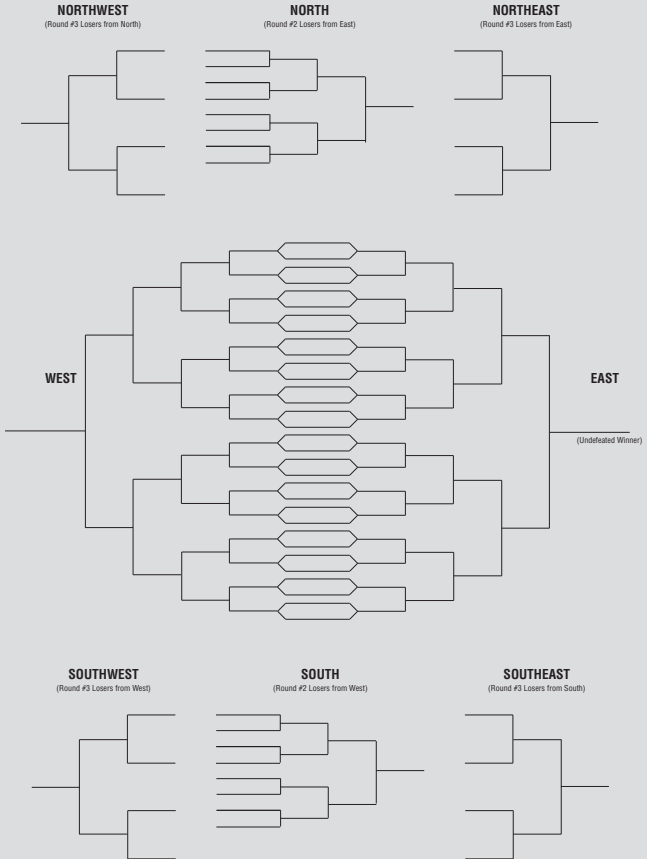 NORTHWEST
(Round #3 Losers from North)
NORTH
(Round #2 Losers from East)
NORTHEAST
(Round #3 Losers from East)
WEST
EAST
(Undefeated Winner)
SOUTHWEST
(Round #3 Losers from West)
SOUTH
(Round #2 Losers from West)
SOUTHEAST
(Round #3 Losers from South)